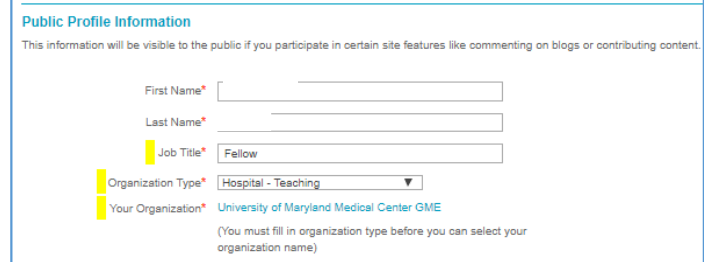 Public Profile Information
This information will be visible to the public if you participate in certain site features like commenting on blogs or contributing content.
First Name*
Last Name*
Job Title* Fellow
Organization Type* Hospital - Teaching ▼
Your Organization* University of Maryland Medical Center GME
(You must fill in organization type before you can select your
organization name)